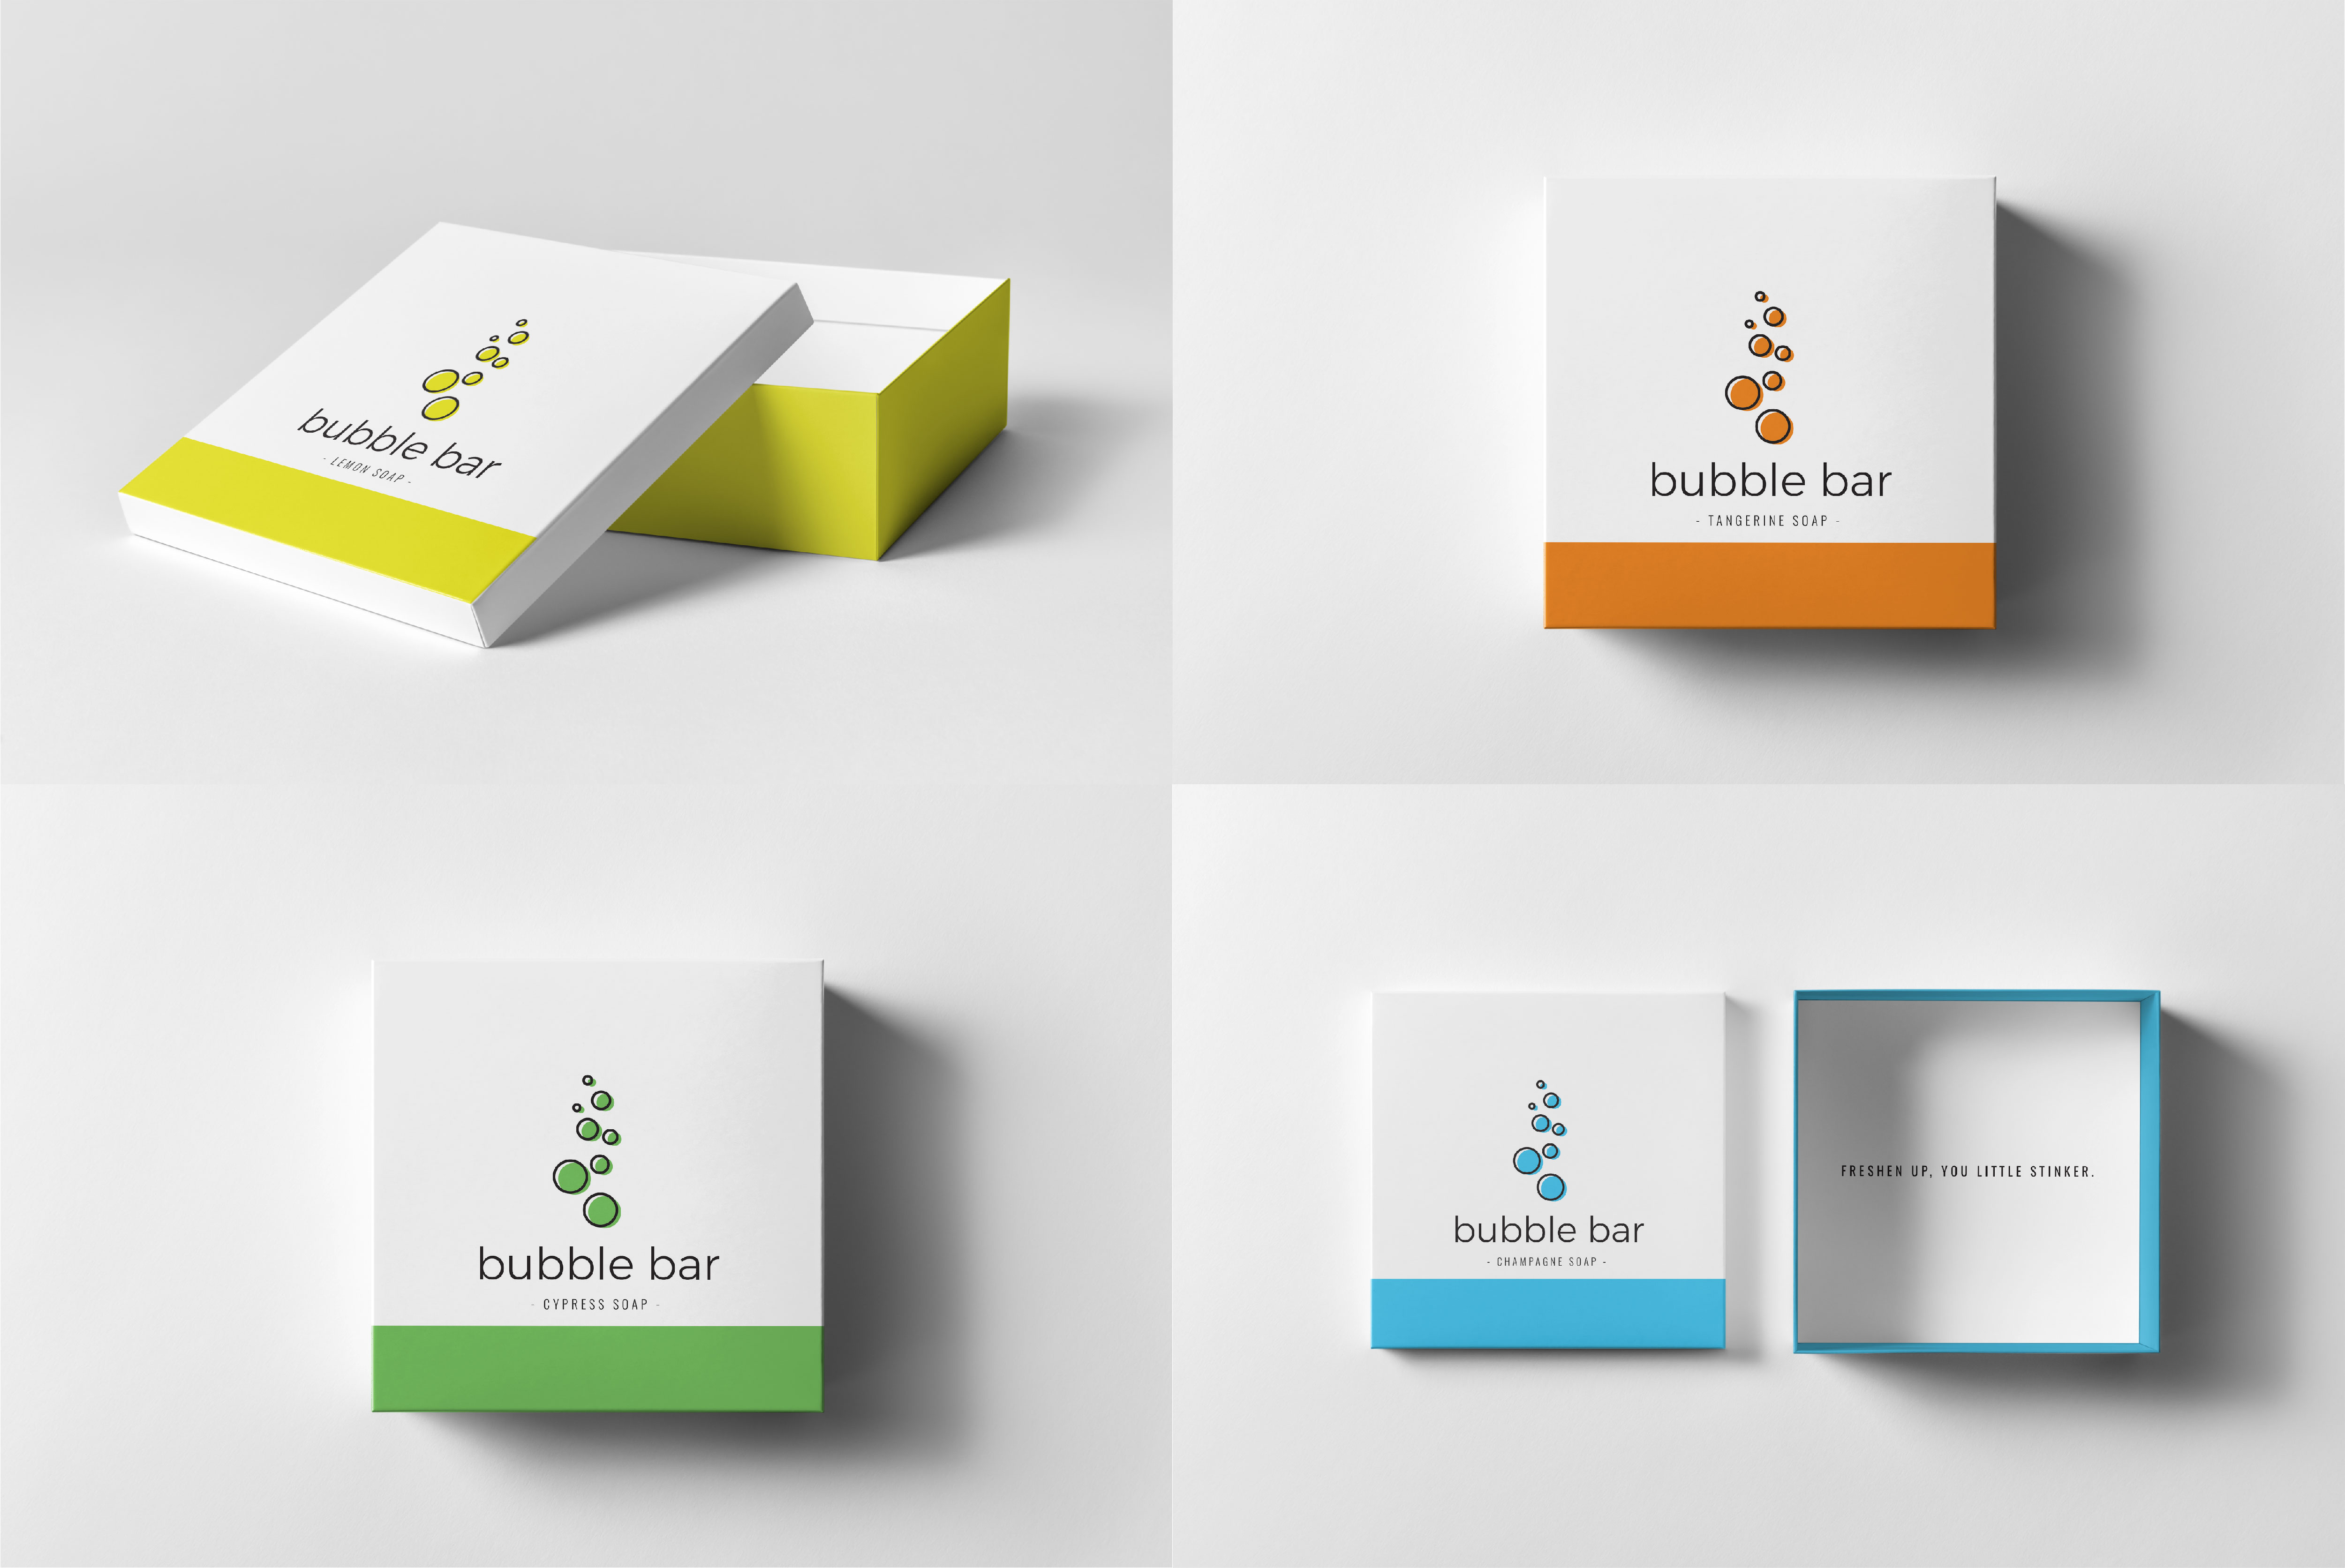 bubble bar
- LEMON SOAP -
bubble bar
- TANGERINE SOAP -
bubble bar
- CYPRESS SOAP -
bubble bar
- CHAMPAGNE SOAP -
FRESHEN UP, YOU LITTLE STINKER.